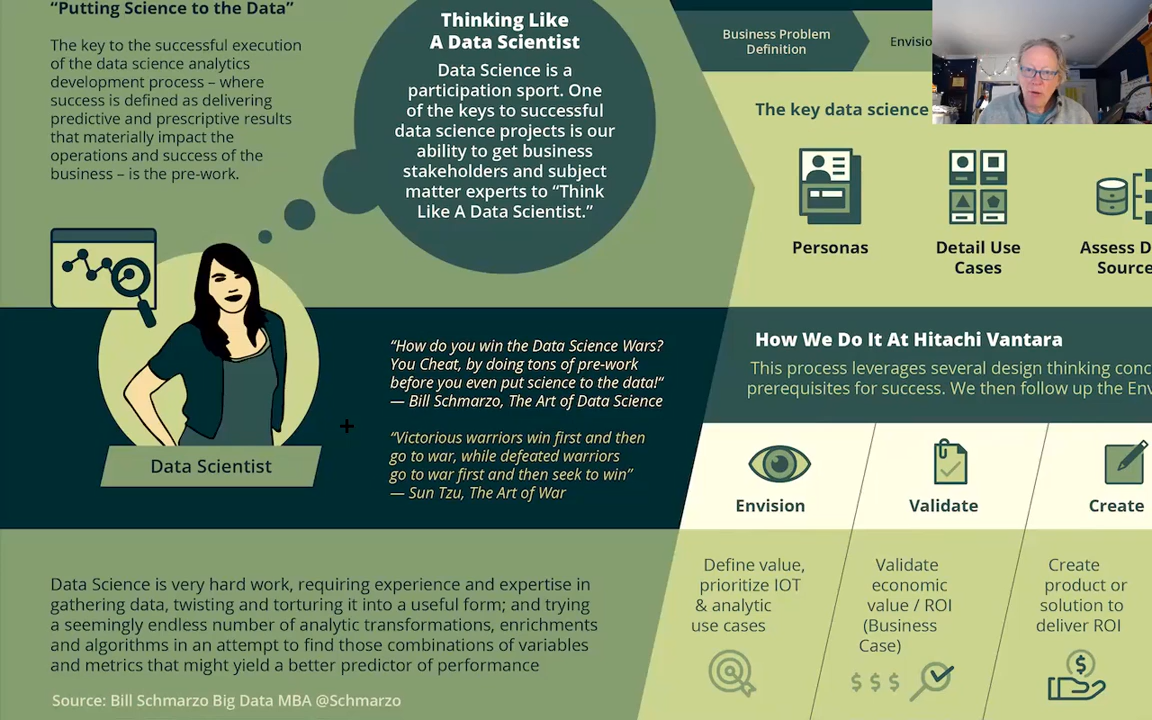 “Putting Science to the Data”
The key to the successful execution
of the data science analytics
development process – where
success is defined as delivering
predictive and prescriptive results
that materially impact the
operations and success of the
business – is the pre-work.
Thinking Like
A Data Scientist
Data Science is a
participation sport. One
of the keys to successful
data science projects is our
ability to get business
stakeholders and subject
matter experts to “Think
Like A Data Scientist.”
Business Problem
Definition
Envisio
The key data science
Personas
Detail Use
Cases
Assess D
Source
Data Scientist
+
“How do you win the Data Science Wars?
You Cheat, by doing tons of pre-work
before you even put science to the data!“
— Bill Schmarzo, The Art of Data Science
“Victorious warriors win first and then
go to war, while defeated warriors
go to war first and then seek to win”
— Sun Tzu, The Art of War
How We Do It At Hitachi Vantara
This process leverages several design thinking conc
prerequisites for success. We then follow up the Env
Envision
Validate
Create
Define value,
prioritize IOT
& analytic
use cases
Validate
economic
value / ROI
(Business
Case)
$ $ $
Create
product or
solution to
deliver ROI
$
Data Science is very hard work, requiring experience and expertise in
gathering data, twisting and torturing it into a useful form; and trying
a seemingly endless number of analytic transformations, enrichments
and algorithms in an attempt to find those combinations of variables
and metrics that might yield a better predictor of performance
Source: Bill Schmarzo Big Data MBA @Schmarzo